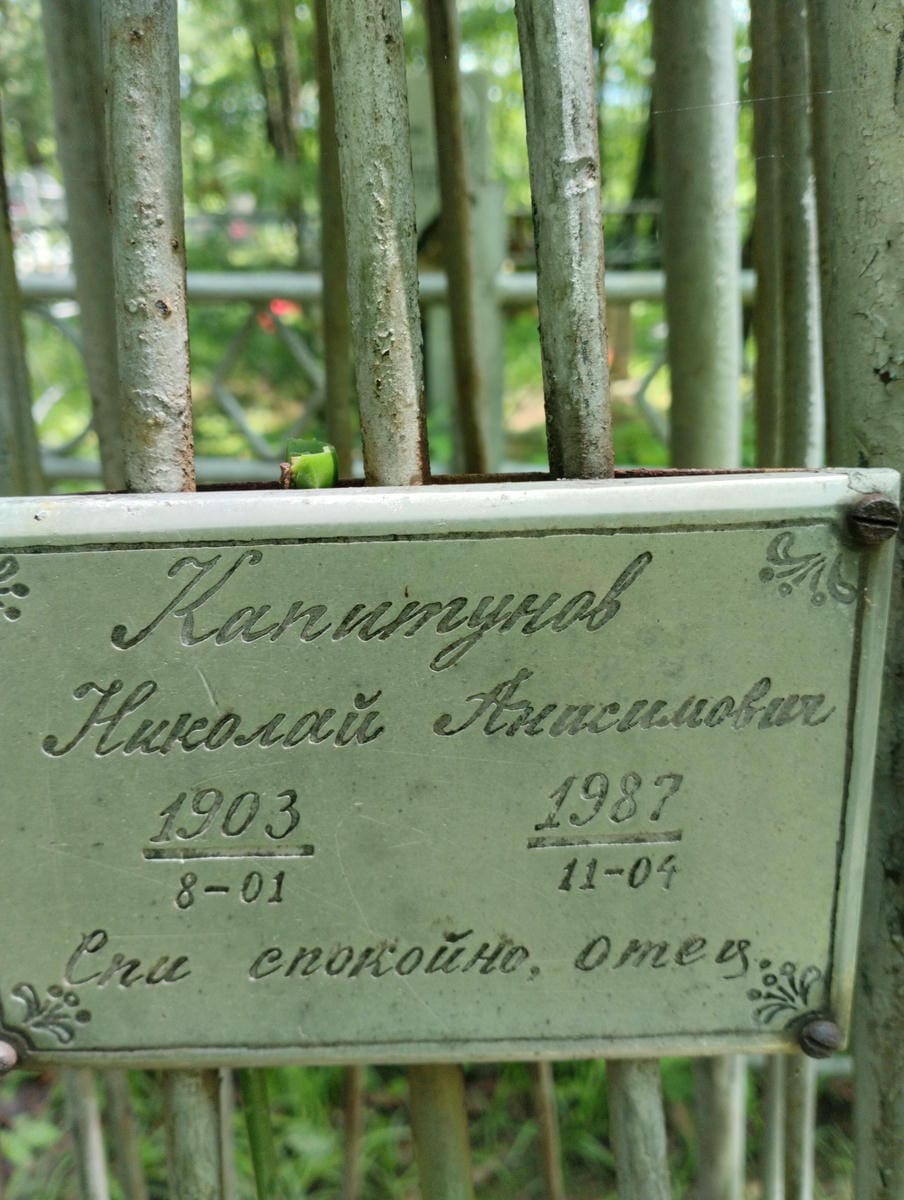 Капитунов
Николай Анисимович
1903 1987
8-01 11-04
Спи спокойно, отец.